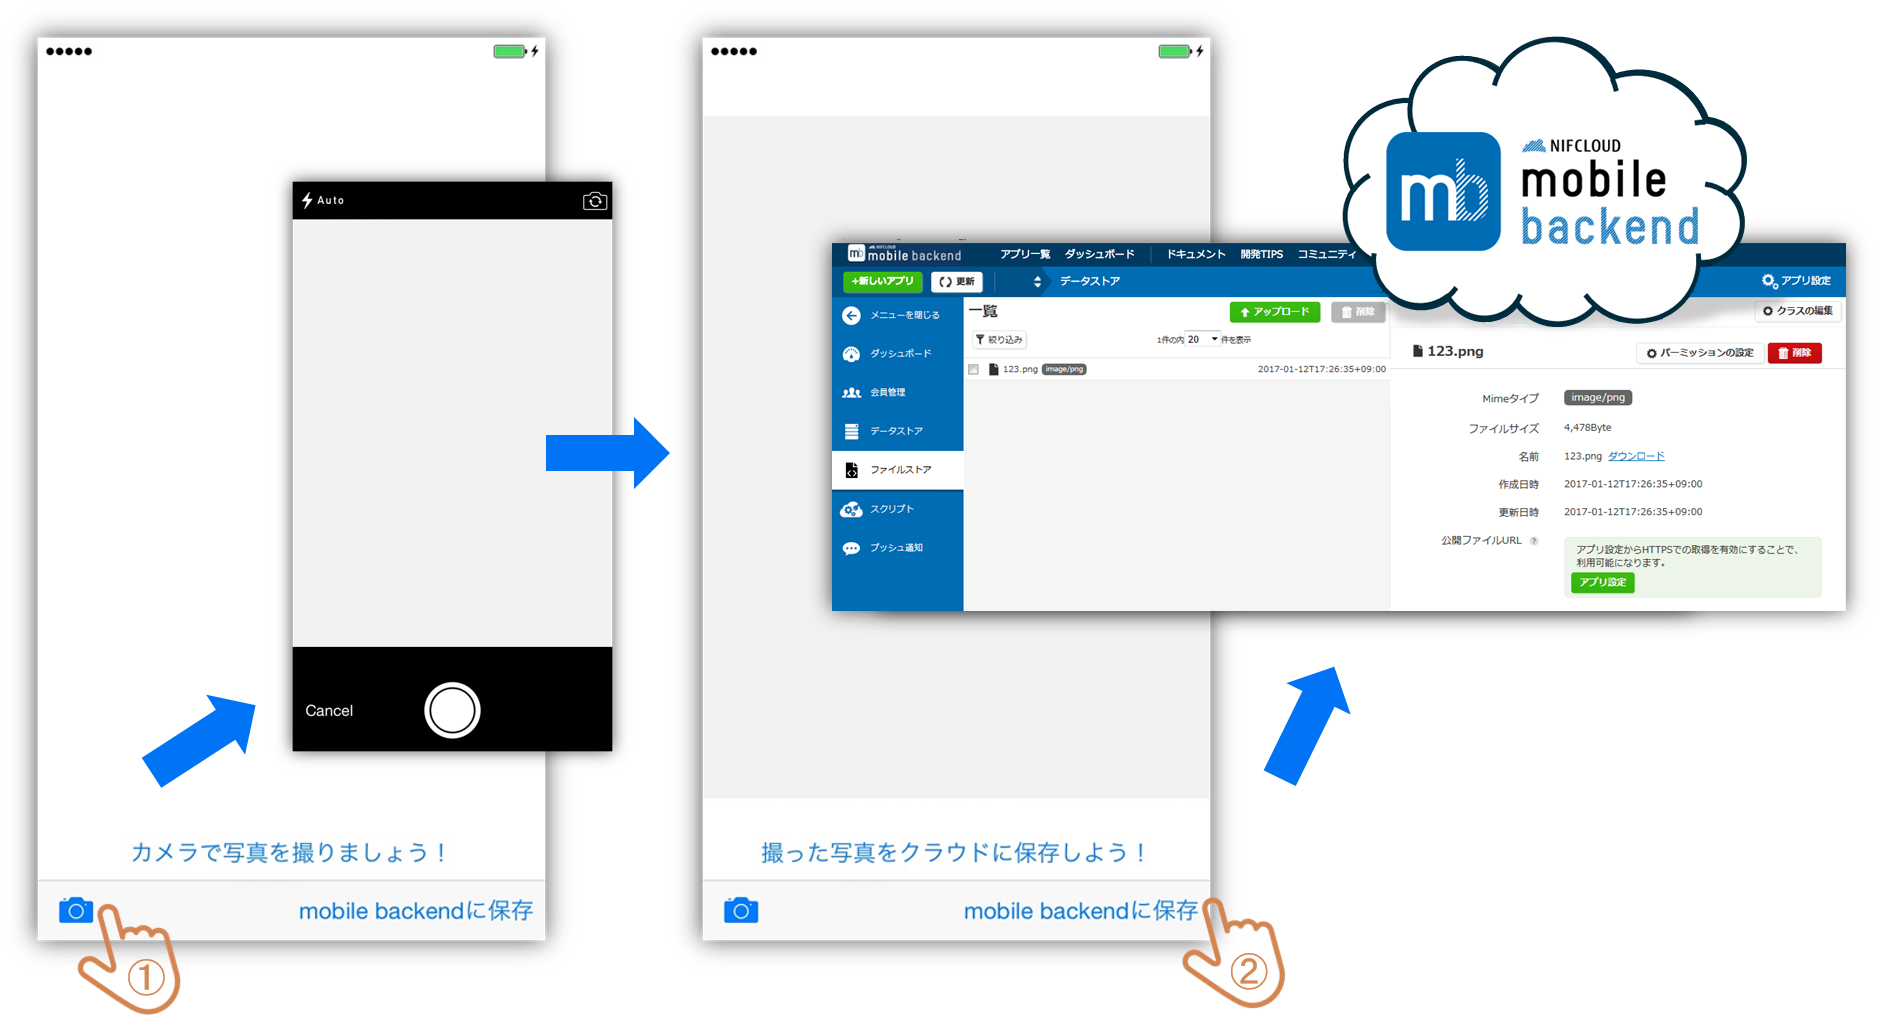 Auto
Cancel
カメラで写真を撮りましょう！
mobile backendに保存
①
撮った写真をクラウドに保存しよう！
mobile backendに保存
②
NIFCLOUD
mobile
backend
mb
NIFCLOUD
mobile backend
アプリ一覧 ダッシュボード ドキュメント 開発TIPS コミュニティ
+新しいアプリ 更新 データストア アプリ設定
メニューを閉じる
ダッシュボード
会員管理
データストア
ファイルストア
スクリプト
プッシュ通知
一覧 アップロード 削除
絞り込み 1件の内 20 件を表示
123.png image/png 2017-01-12T17:26:35+09:00
クラスの編集
123.png パーミッションの設定 削除
Mimeタイプ image/png
ファイルサイズ 4,478Byte
名前 123.png ダウンロード
作成日時 2017-01-12T17:26:35+09:00
更新日時 2017-01-12T17:26:35+09:00
公開ファイルURL ?
アプリ設定からHTTPSでの取得を有効にすることで、
利用可能になります。
アプリ設定